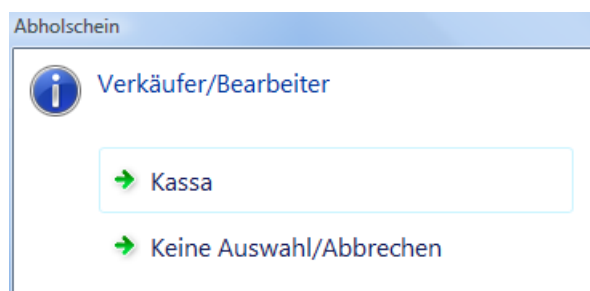 Abholschein
Verkäufer/Bearbeiter
Kassa
Keine Auswahl/Abbrechen